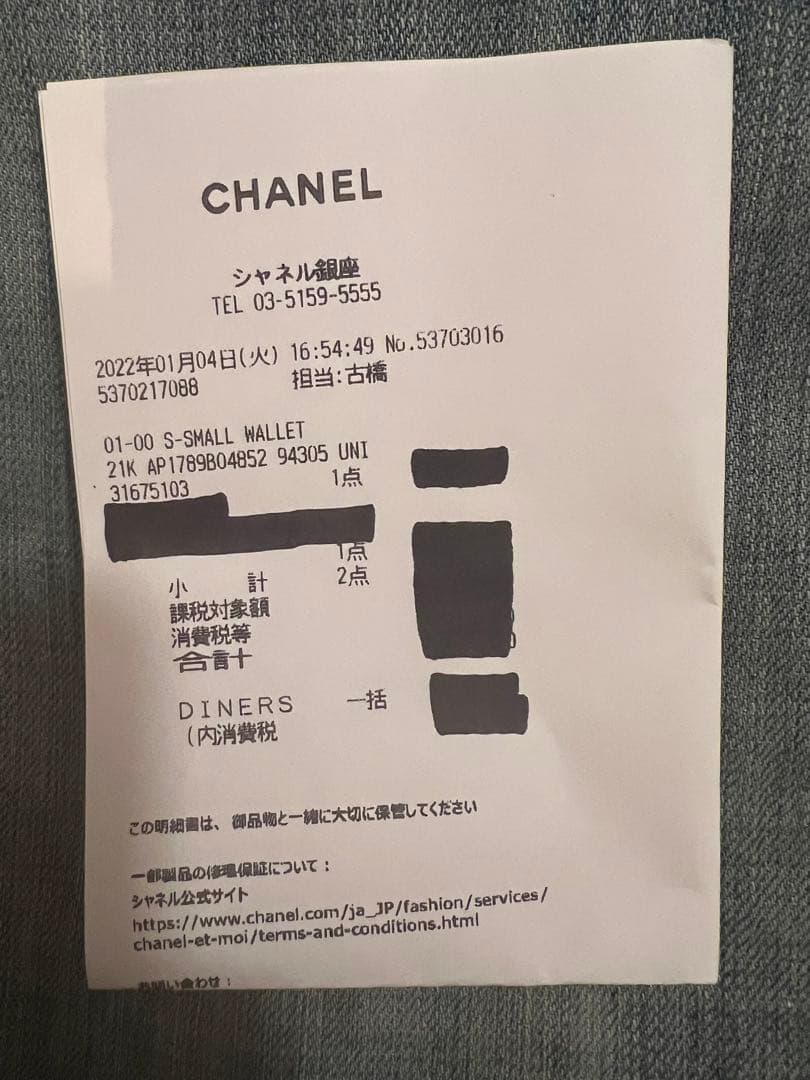 CHANEL
シャネル銀座
TEL 03-5159-5555
2022年01月04日(火) 16:54:49 No.53703016
5370217088 担当:古橋
01-00 S-SMALL WALLET
21K AP1789B04852 94305 UNI
31675103 1点
1点
小計 2点
課税対象額
消費税等
合計
DINERS 一括
(内消費税
この明細書は、御品物と一緒に大切に保管してください
一部製品の修理保証について:
シャネル公式サイト
https://www.chanel.com/ja_JP/fashion/services/
chanel-et-moi/terms-and-conditions.html
お問い合わせ: